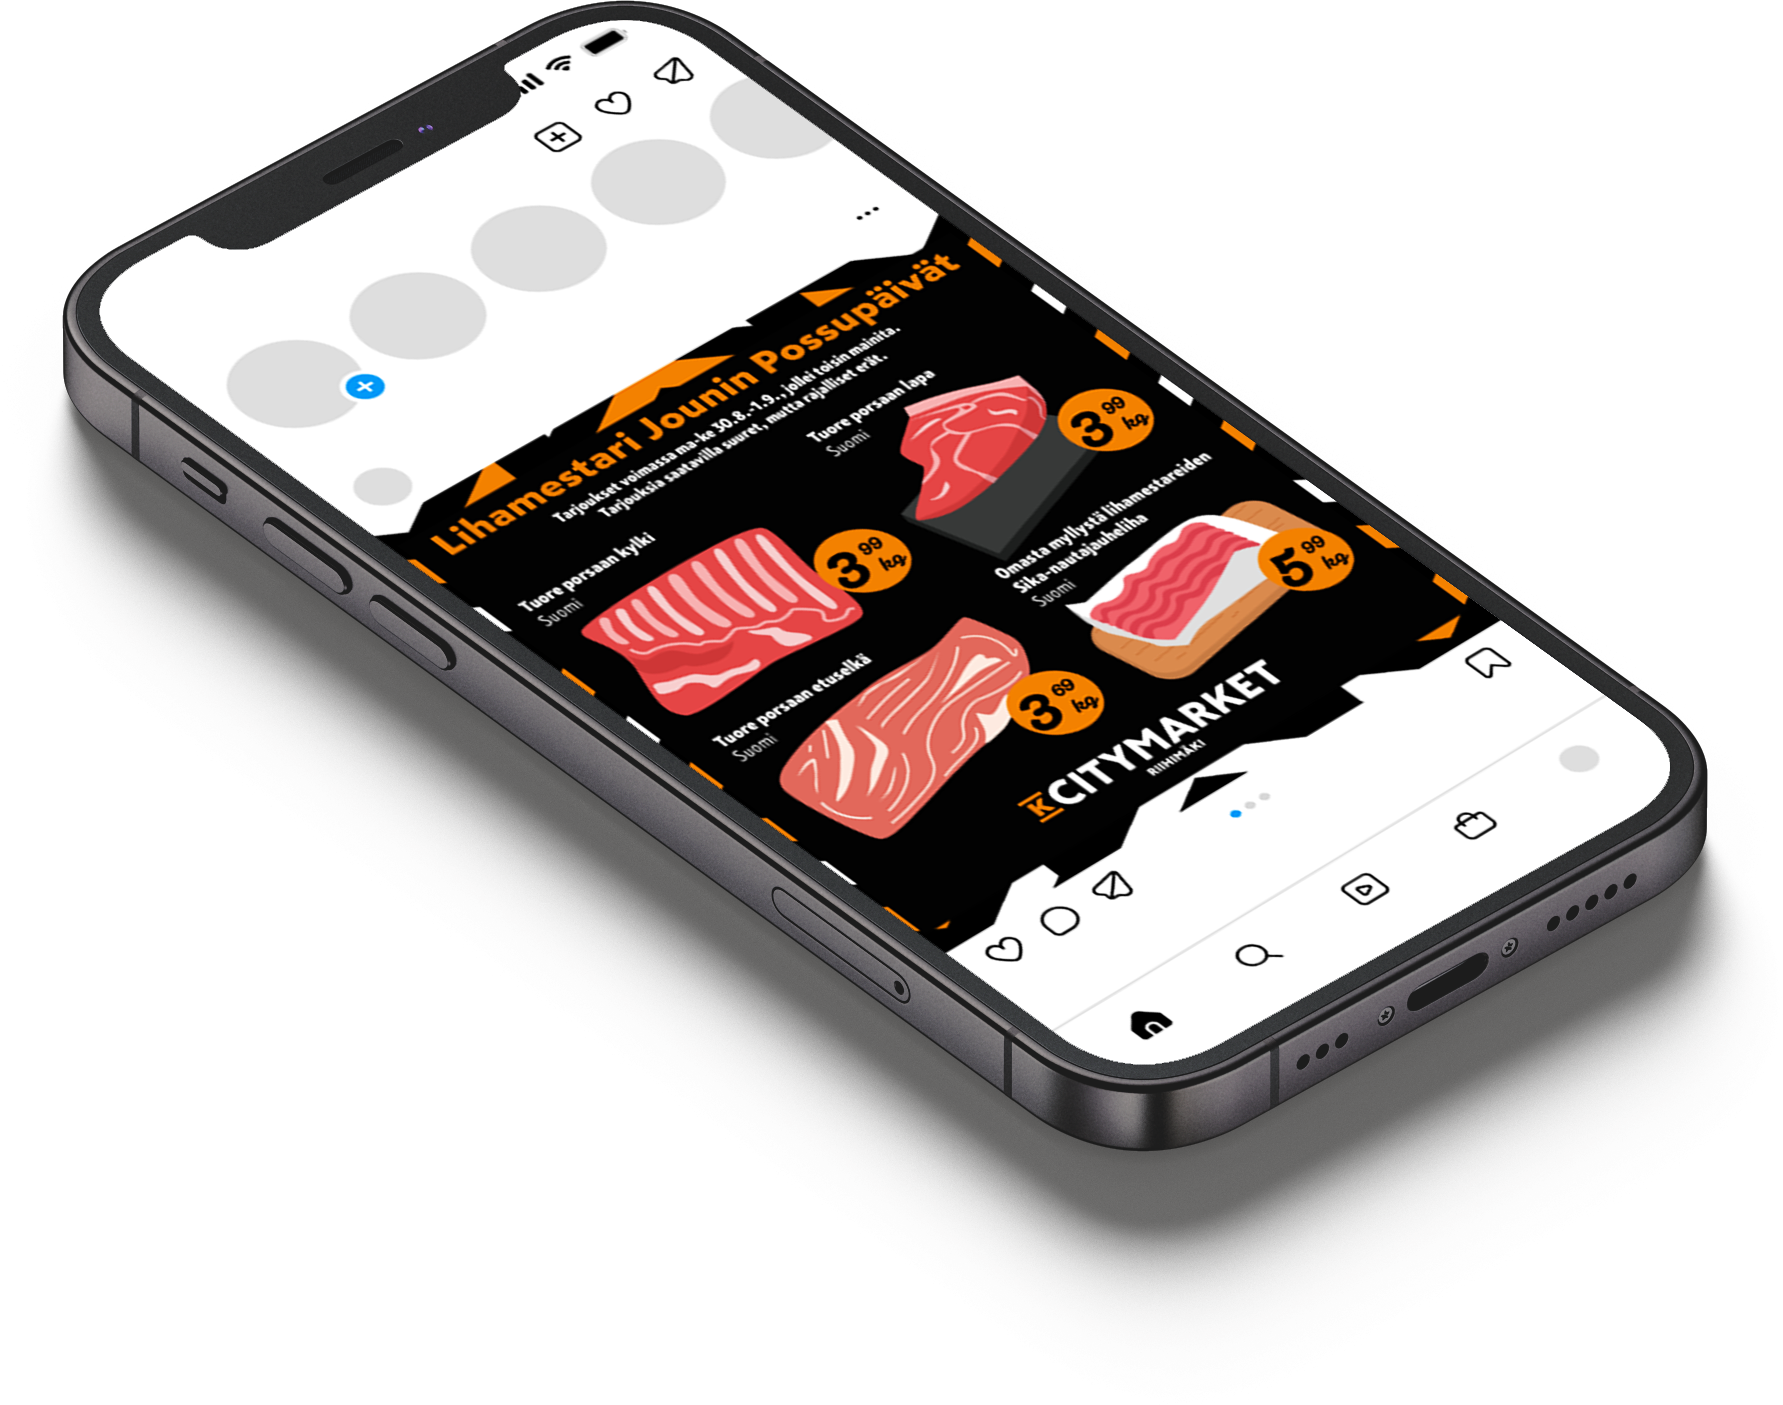 Lihamestari Jounin Possupäivät
Tarjoukset voimassa ma-ke 30.8.-1.9., jollei toisin mainita.
Tarjouksia saatavilla suuret, mutta rajalliset erät.
Tuore porsaan kylki
Suomi
3 99 kg
Tuore porsaan lapa
Suomi
3 99 kg
Tuore porsaan etuselkä
Suomi
3 69 kg
Omasta myllystä lihamestareiden
Sika-nautajauheliha
Suomi
5 99 kg
K CITYMARKET
RIIHIMÄKI